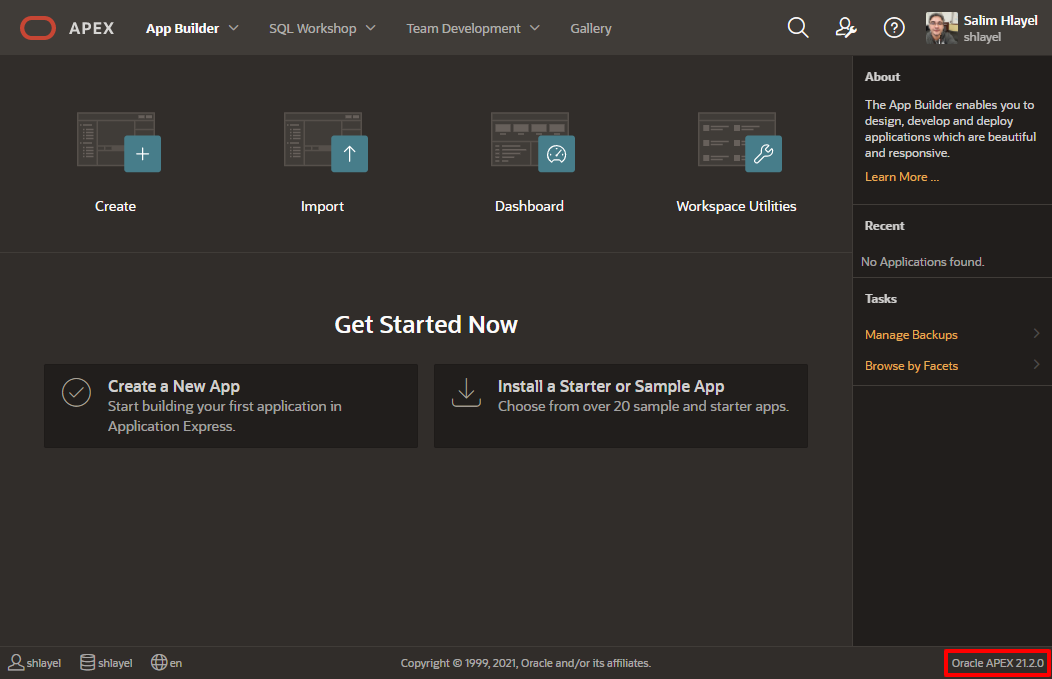 APEX
App Builder
SQL Workshop
Team Development
Gallery
Salim Hlayel
shlayel
Create
Import
Dashboard
Workspace Utilities
Get Started Now
Create a New App
Start building your first application in
Application Express.
Install a Starter or Sample App
Choose from over 20 sample and starter apps.
About
The App Builder enables you to
design, develop and deploy
applications which are beautiful
and responsive.
Learn More ...
Recent
No Applications found.
Tasks
Manage Backups
Browse by Facets
shlayel
shlayel
en
Copyright © 1999, 2021, Oracle and/or its affiliates.
Oracle APEX 21.2.0